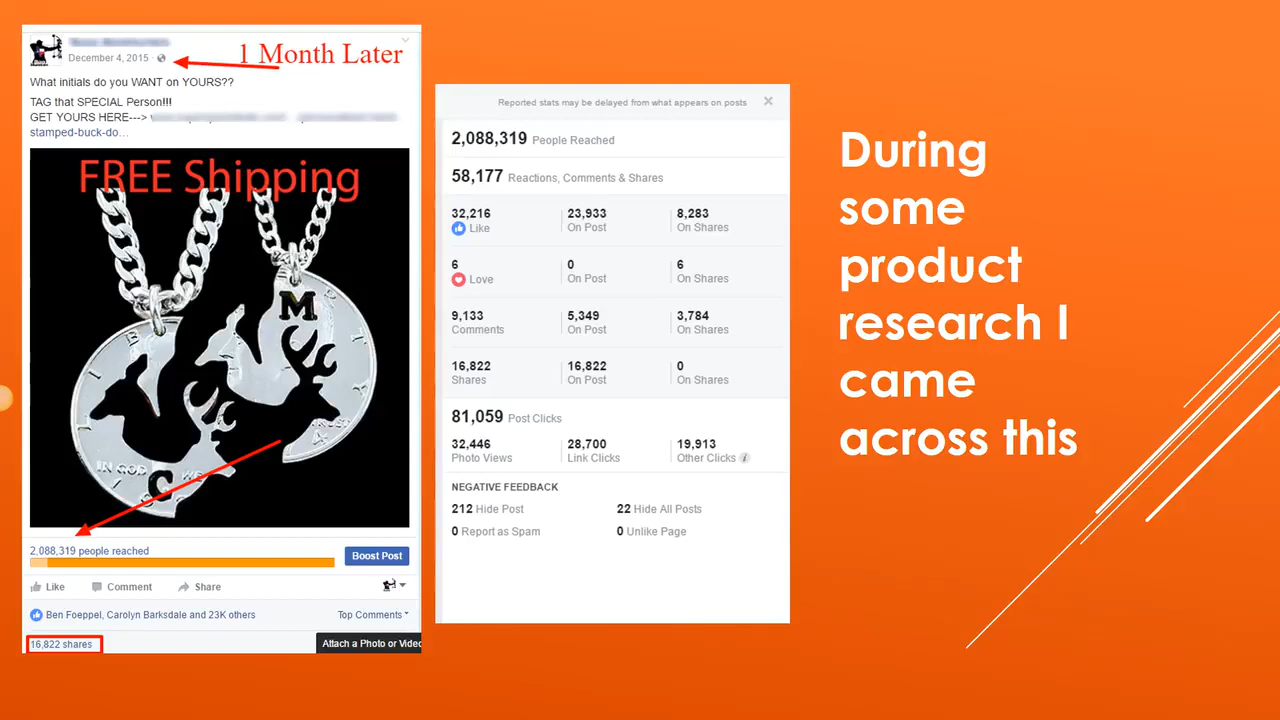 December 4, 2015
1 Month Later
What initials do you WANT on YOURS??
TAG that SPECIAL Person!!!
GET YOURS HERE--->
stamped-buck-do...
FREE Shipping
M
IN GOD WE
C
2,088,319 people reached
Boost Post
Like Comment Share
Ben Foeppel, Carolyn Barksdale and 23K others
Top Comments
16,822 shares
Attach a Photo or Video
Reported stats may be delayed from what appears on posts
2,088,319 People Reached
58,177 Reactions, Comments & Shares
32,216 23,933 8,283
Like On Post On Shares
6 0 6
Love On Post On Shares
9,133 5,349 3,784
Comments On Post On Shares
16,822 16,822 0
Shares On Post On Shares
81,059 Post Clicks
32,446 28,700 19,913
Photo Views Link Clicks Other Clicks
NEGATIVE FEEDBACK
212 Hide Post 22 Hide All Posts
0 Report as Spam 0 Unlike Page
During
some
product
research I
came
across this